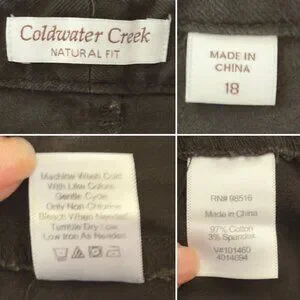 Coldwater Creek
NATURAL FIT
MADE IN
CHINA
18
Machine Wash Cold
With Like Colors
Gentle Cycle
Only Non-Chlorine
Bleach When Needed
Tumble Dry Low
Low Iron As Needed
RN# 98516
Made in China
97% Cotton
3% Spandex
V#101460
4014694